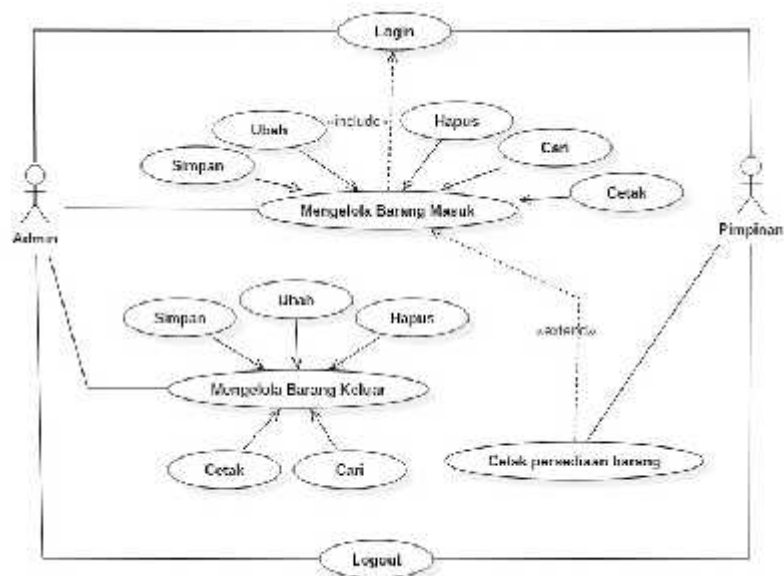 Login
«include»
Ubah
Hapus
Cari
Simpan
Cetak
Mengelola Barang Masuk
Admin
Pimpinan
Ubah
Simpan
Hapus
«extend»
Mengelola Barang Keluar
Cetak persediaan barang
Cetak
Cari
Logout